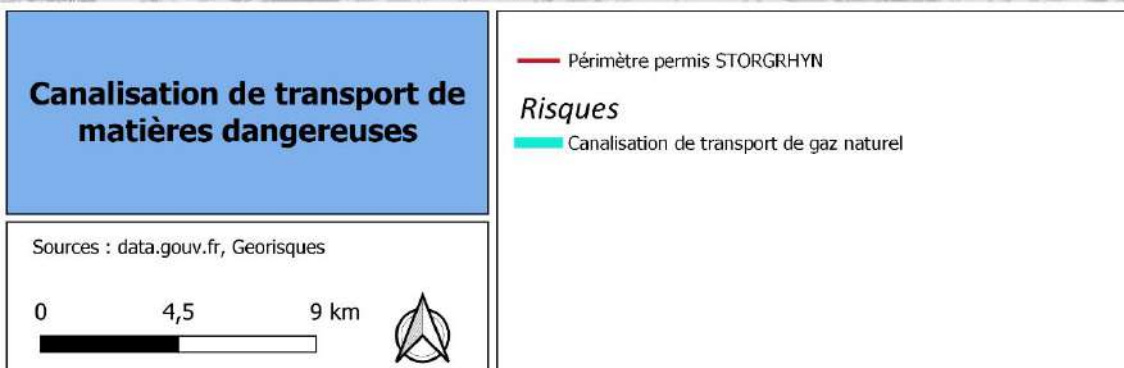 Canalisation de transport de
matières dangereuses
Sources : data.gouv.fr, Georisques
0 4,5 9 km
Périmètre permis STORGRHYN
Risques
Canalisation de transport de gaz naturel